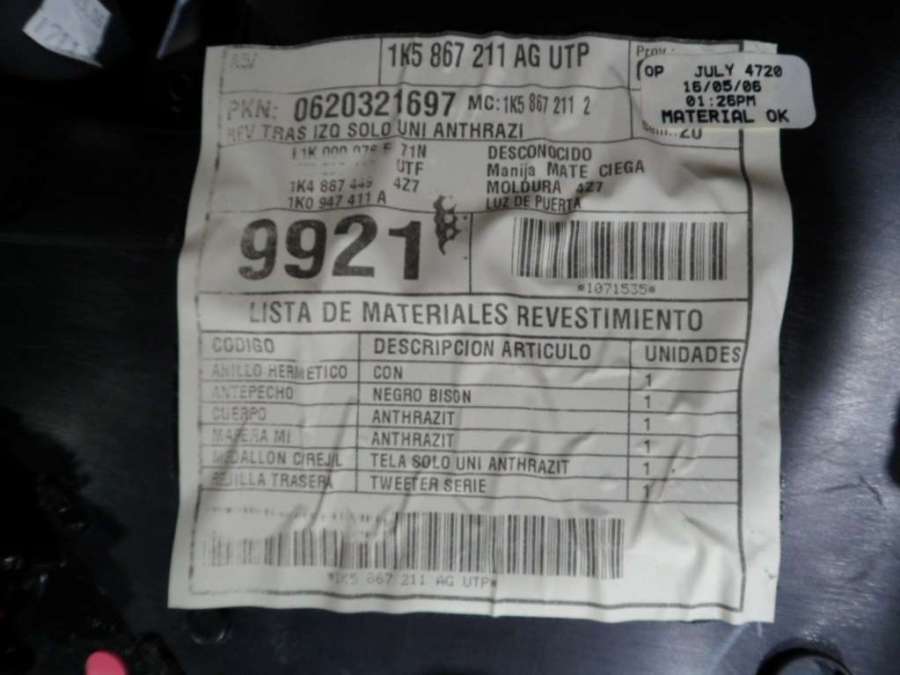 1K5 867 211 AG UTP
Prov.:
OP JULY 4720
16/05/06
01:26PM
MATERIAL OK
PKN: 0620321697 MC:1K5 867 211 2
TRAS IZQ SOLO UNI ANTHRAZI
71N DESCONOCIDO
UTF Manija MATE CIEGA
1K4 867 449 4Z7 MOLDURA 4Z7
1K0 947 411 A LUZ DE PUERTA
9921
*1071535*
LISTA DE MATERIALES REVESTIMIENTO
CODIGO DESCRIPCION ARTICULO UNIDADES
ANILLO HERMETICO CON 1
ANTEPECHO NEGRO BISON 1
CUERPO ANTHRAZIT 1
MI ANTHRAZIT 1
MEDALLON TELA SOLO UNI ANTHRAZIT 1
REJILLA TRASERA TWEETER SERIE 1
*1K5 867 211 AG UTP*